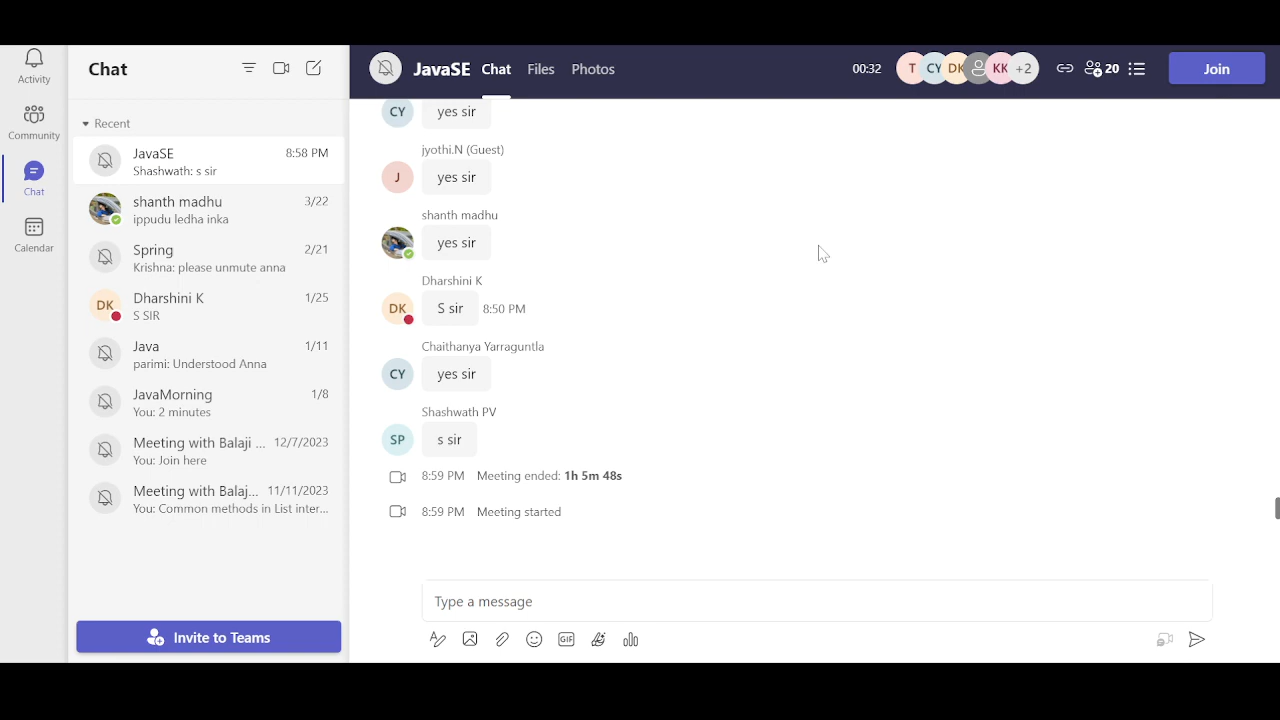 Activity
Community
Chat
Calendar
Chat
Recent
JavaSE 8:58 PM
Shashwath: s sir
shanth madhu 3/22
ippudu ledha inka
Spring 2/21
Krishna: please unmute anna
DK Dharshini K 1/25
S SIR
Java 1/11
parimi: Understood Anna
JavaMorning 1/8
You: 2 minutes
Meeting with Balaji ... 12/7/2023
You: Join here
Meeting with Balaj... 11/11/2023
You: Common methods in List inter...
Invite to Teams
JavaSE Chat Files Photos 00:32 T CY DK KK +2 20 Join
CY yes sir
jyothi.N (Guest)
J yes sir
shanth madhu
yes sir
Dharshini K
DK S sir 8:50 PM
Chaithanya Yarraguntla
CY yes sir
Shashwath PV
SP s sir
8:59 PM Meeting ended: 1h 5m 48s
8:59 PM Meeting started
Type a message
GIF